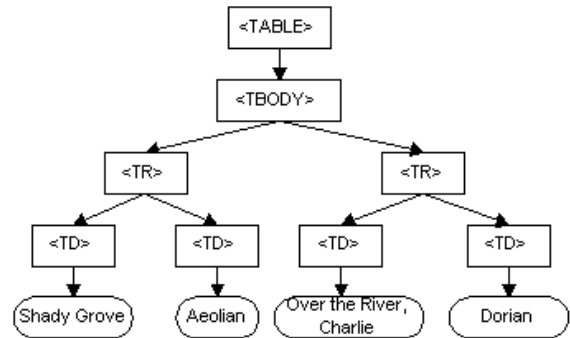 <TABLE>
<TBODY>
<TR>
<TR>
<TD>
<TD>
<TD>
<TD>
Shady Grove
Aeolian
Over the River,
Charlie
Dorian